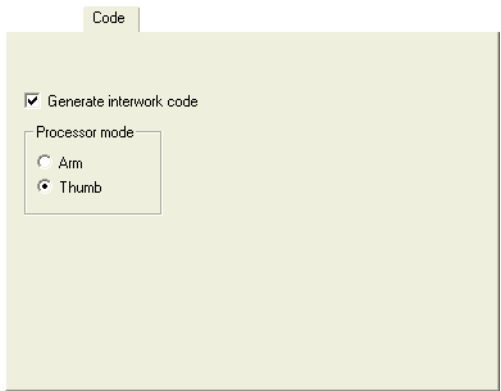 Code
Generate interwork code
Processor mode
Arm
Thumb